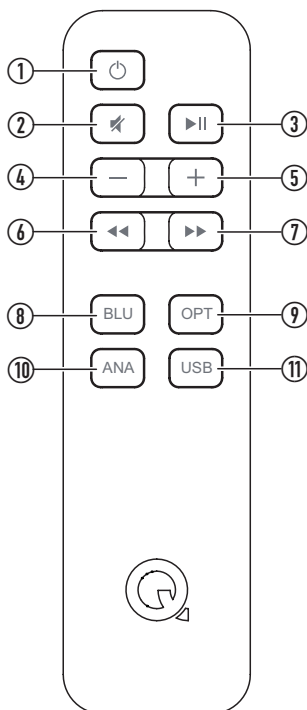 ①
② ③
④ ⑤
⑥ ⑦
⑧ BLU OPT ⑨
⑩ ANA USB ⑪